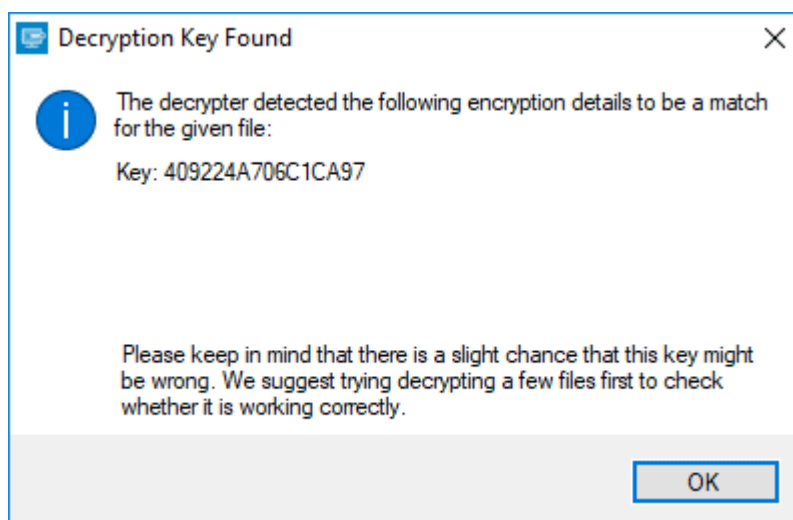 Decryption Key Found
The decrypter detected the following encryption details to be a match
for the given file:
Key: 409224A706C1CA97
Please keep in mind that there is a slight chance that this key might
be wrong. We suggest trying decrypting a few files first to check
whether it is working correctly.
OK